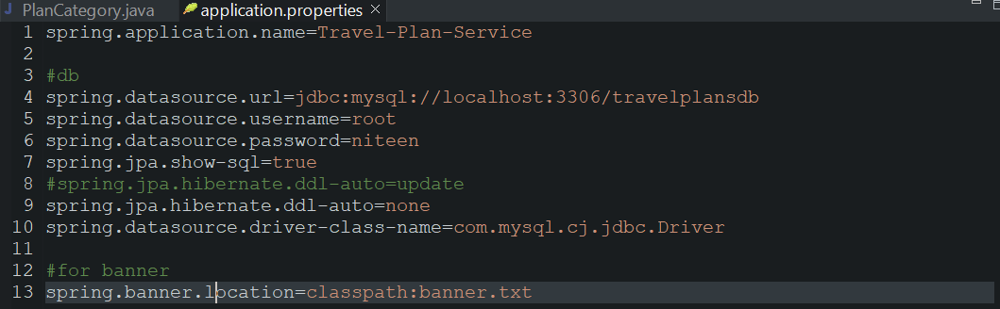 PlanCategory.java application.properties
1 spring.application.name=Travel-Plan-Service
2
3 #db
4 spring.datasource.url=jdbc:mysql://localhost:3306/travelplansdb
5 spring.datasource.username=root
6 spring.datasource.password=niteen
7 spring.jpa.show-sql=true
8 #spring.jpa.hibernate.ddl-auto=update
9 spring.jpa.hibernate.ddl-auto=none
10 spring.datasource.driver-class-name=com.mysql.cj.jdbc.Driver
11
12 #for banner
13 spring.banner.location=classpath:banner.txt